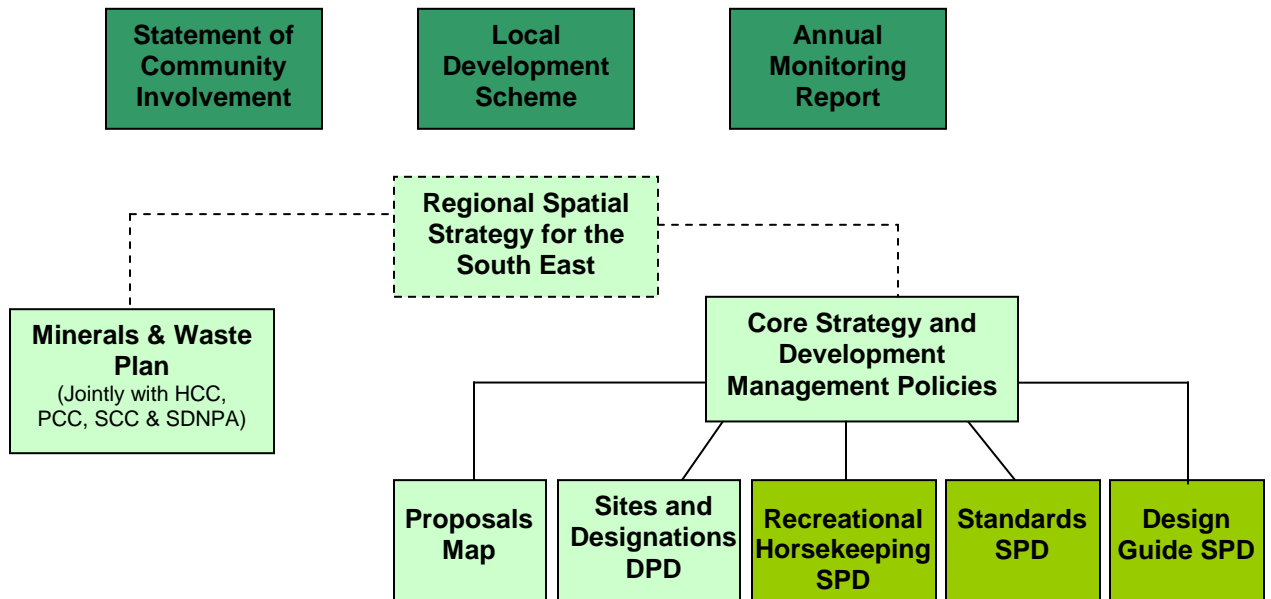 Statement of
Community
Involvement
Local
Development
Scheme
Annual
Monitoring
Report
Regional Spatial
Strategy for the
South East
Minerals & Waste
Plan
(Jointly with HCC,
PCC, SCC & SDNPA)
Core Strategy and
Development
Management Policies
Proposals
Map
Sites and
Designations
DPD
Recreational
Horsekeeping
SPD
Standards
SPD
Design
Guide SPD